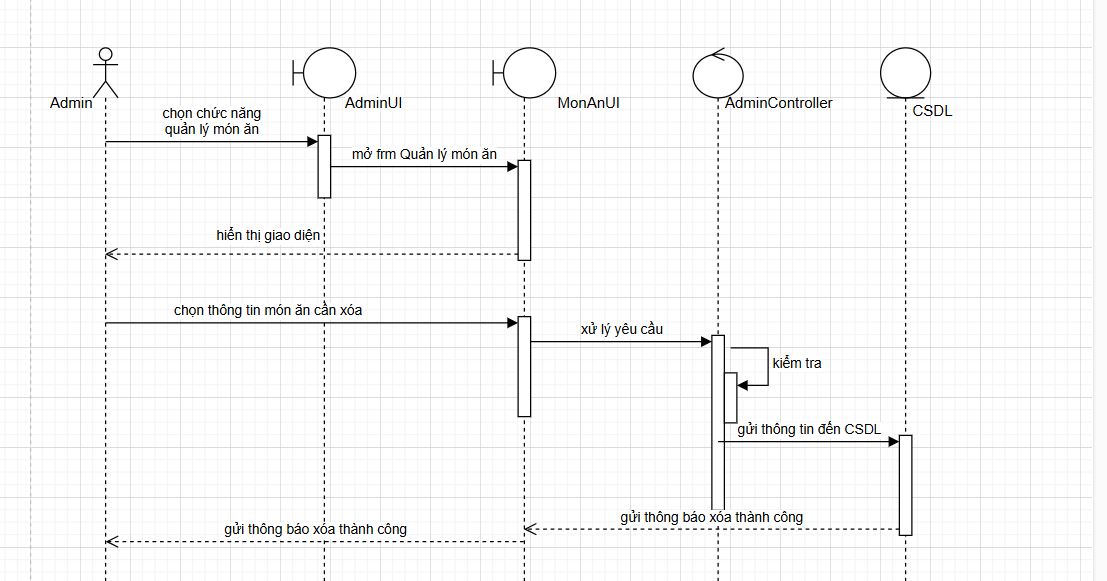 Admin
AdminUI
MonAnUI
AdminController
CSDL
chọn chức năng
quản lý món ăn
mở frm Quản lý món ăn
hiển thị giao diện
chọn thông tin món ăn cần xóa
xử lý yêu cầu
kiểm tra
gửi thông tin đến CSDL
gửi thông báo xóa thành công
gửi thông báo xóa thành công